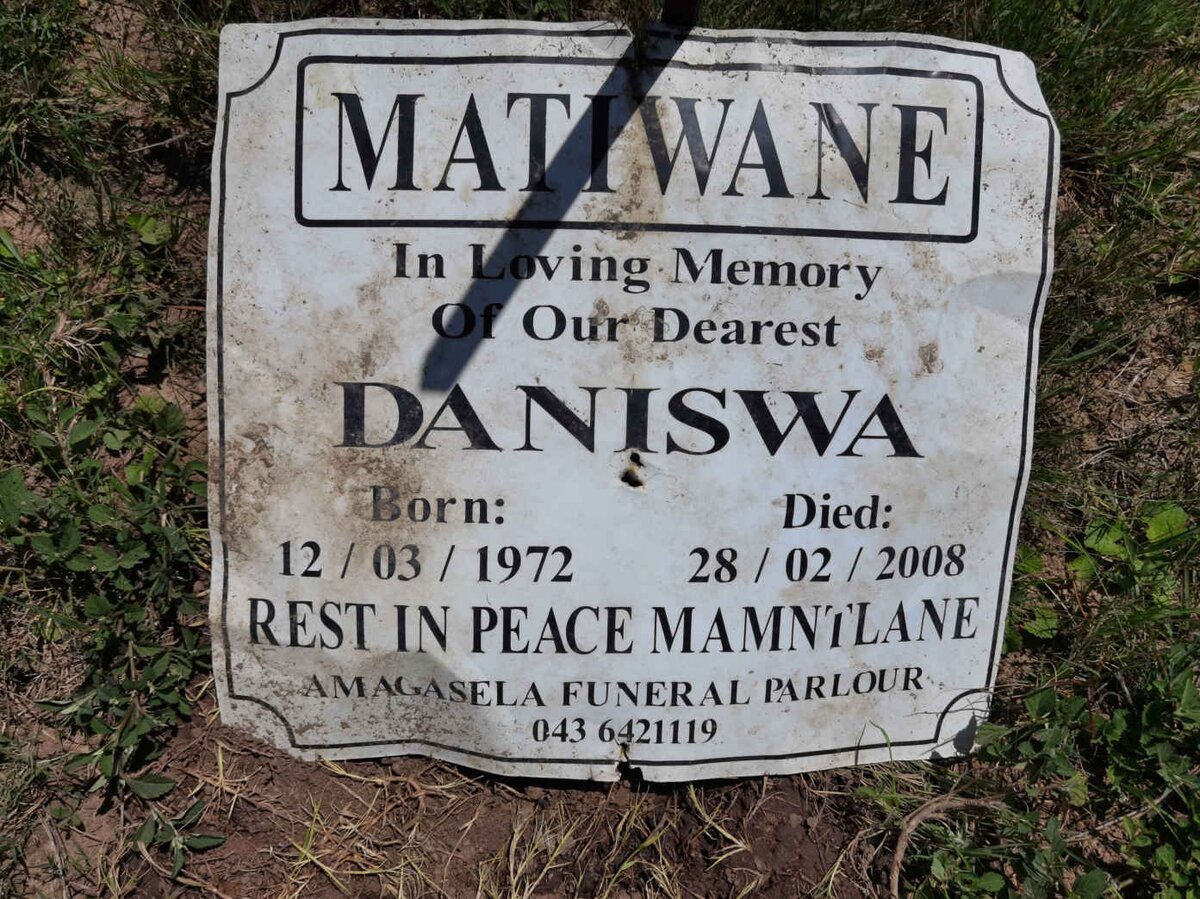 MATIWANE
In Loving Memory
Of Our Dearest
DANISWA
Born: Died:
12 / 03 / 1972 28 / 02 / 2008
REST IN PEACE MAMNTLANE
AMAGASELA FUNERAL PARLOUR
043 6421119